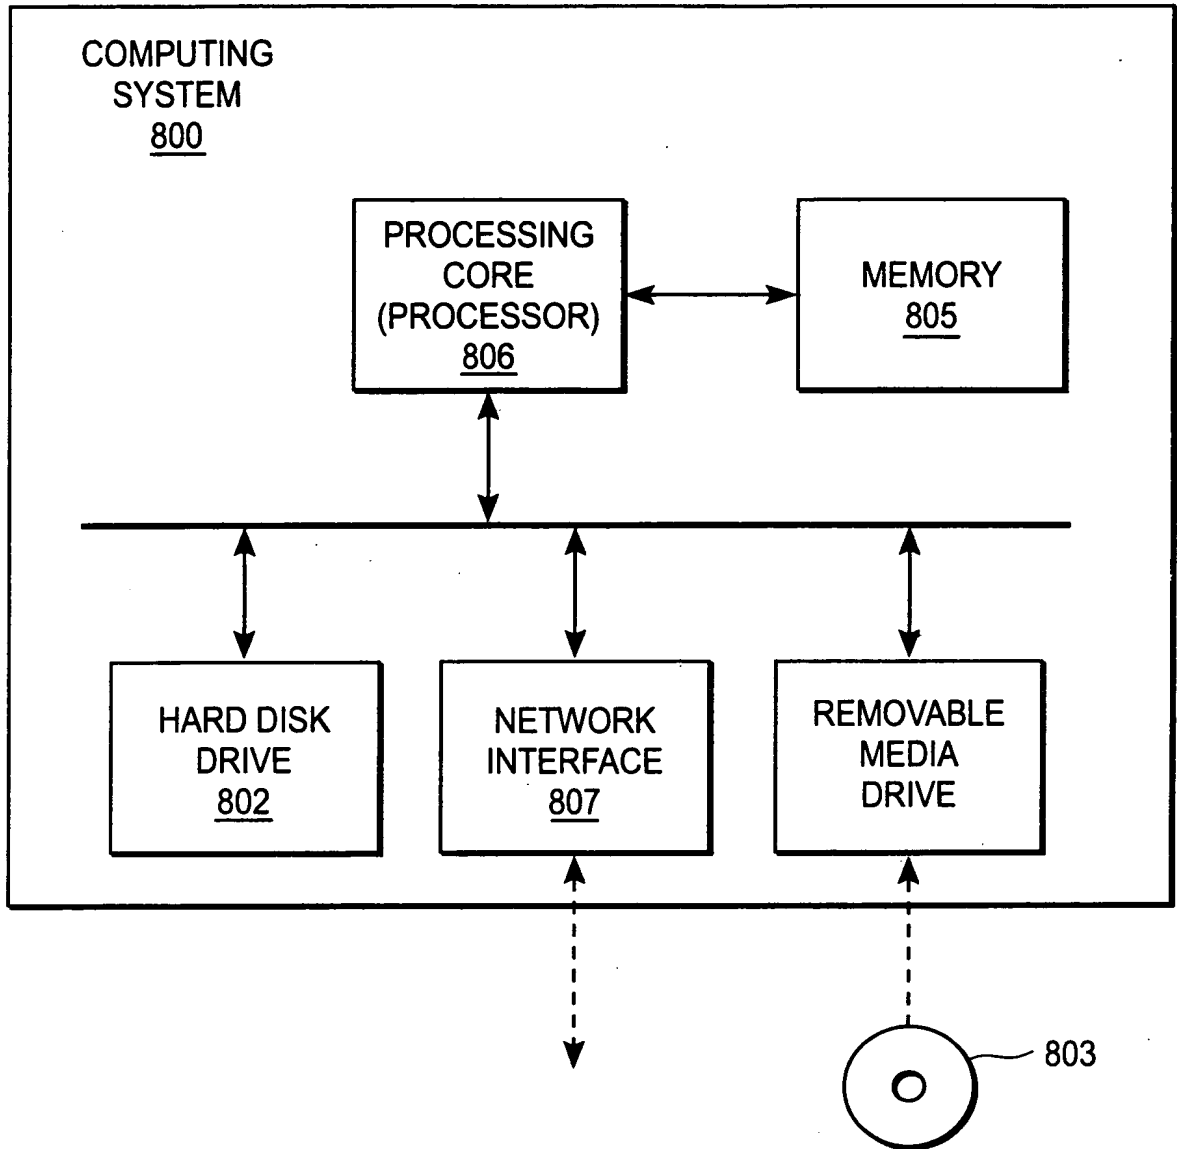 COMPUTING
SYSTEM
800
PROCESSING
CORE
(PROCESSOR)
806
MEMORY
805
HARD DISK
DRIVE
802
NETWORK
INTERFACE
807
REMOVABLE
MEDIA
DRIVE
803